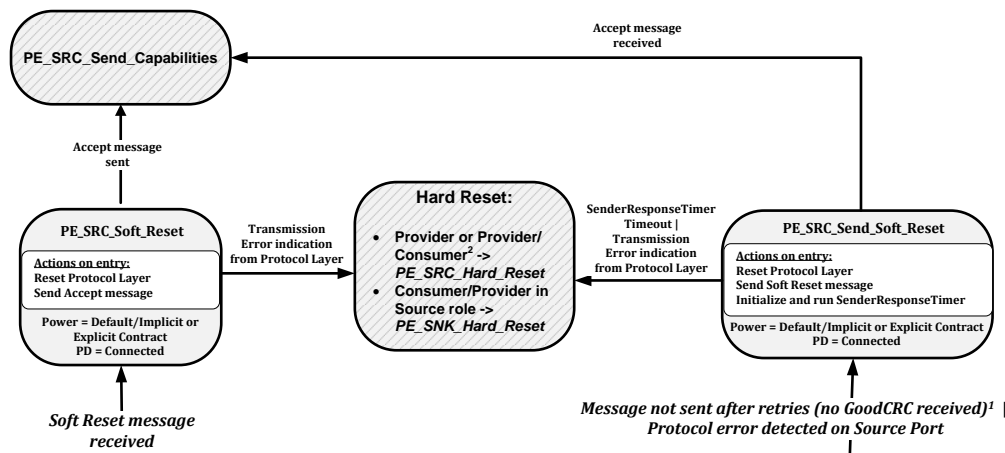 Accept message
received
PE_SRC_Send_Capabilities
Accept message
sent
PE_SRC_Soft_Reset
Actions on entry:
Reset Protocol Layer
Send Accept message
Power = Default/Implicit or
Explicit Contract
PD = Connected
Soft Reset message
received
Transmission
Error indication
from Protocol Layer
Hard Reset:
• Provider or Provider/
Consumer² ->
PE_SRC_Hard_Reset
• Consumer/Provider in
Source role ->
PE_SNK_Hard_Reset
SenderResponseTimer
Timeout |
Transmission
Error indication
from Protocol Layer
PE_SRC_Send_Soft_Reset
Actions on entry:
Reset Protocol Layer
Send Soft Reset message
Initialize and run SenderResponseTimer
Power = Default/Implicit or Explicit Contract
PD = Connected
Message not sent after retries (no GoodCRC received)¹ |
Protocol error detected on Source Port